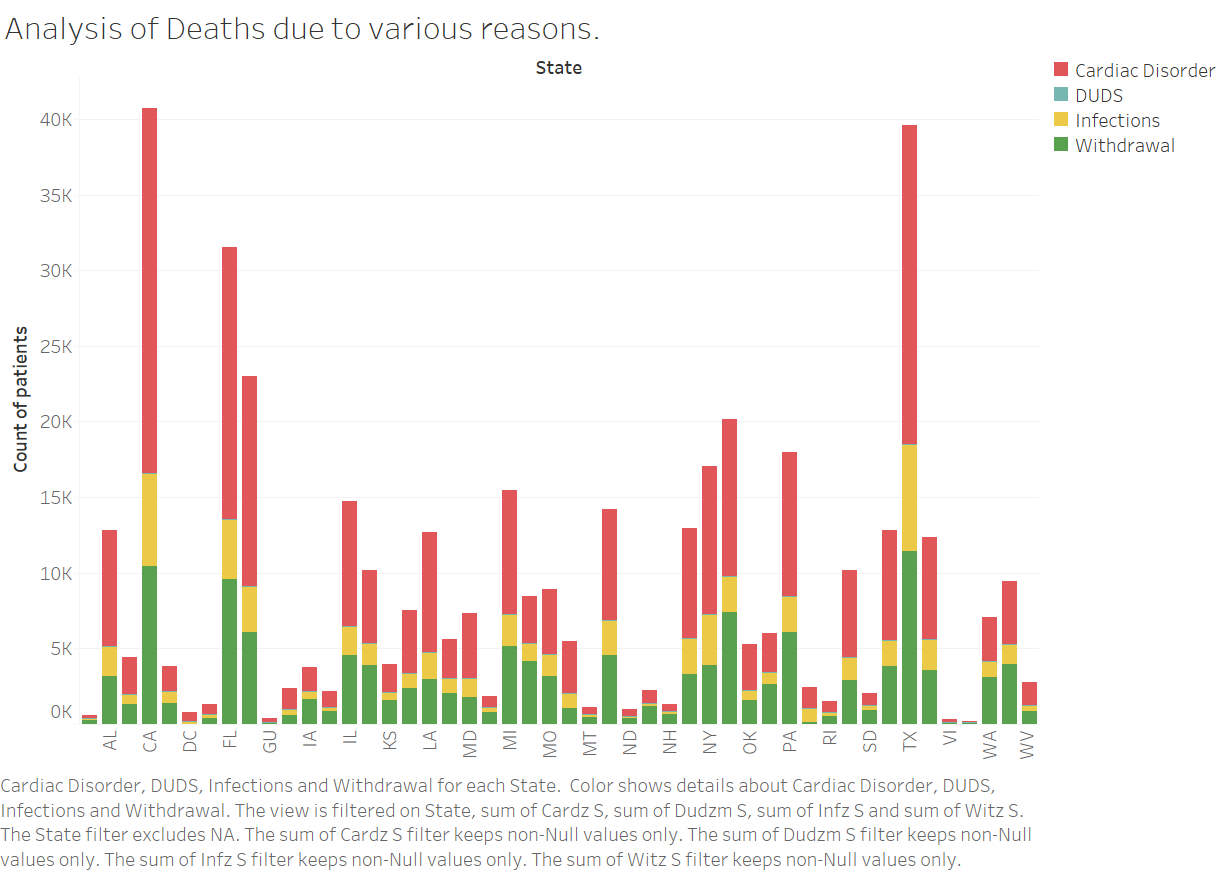 Analysis of Deaths due to various reasons.
State
Cardiac Disorder
DUDS
Infections
Withdrawal
Count of patients
40K
35K
30K
25K
20K
15K
10K
5K
0K
AL
CA
DC
FL
GU
IA
IL
KS
LA
MD
MI
MO
MT
ND
NH
NY
OK
PA
RI
SD
TX
VI
WA
WV
Cardiac Disorder, DUDS, Infections and Withdrawal for each State.  Color shows details about Cardiac Disorder, DUDS,
Infections and Withdrawal. The view is filtered on State, sum of Cardz S, sum of Dudzm S, sum of Infz S and sum of Witz S.
The State filter excludes NA. The sum of Cardz S filter keeps non-Null values only. The sum of Dudzm S filter keeps non-Null
values only. The sum of Infz S filter keeps non-Null values only. The sum of Witz S filter keeps non-Null values only.